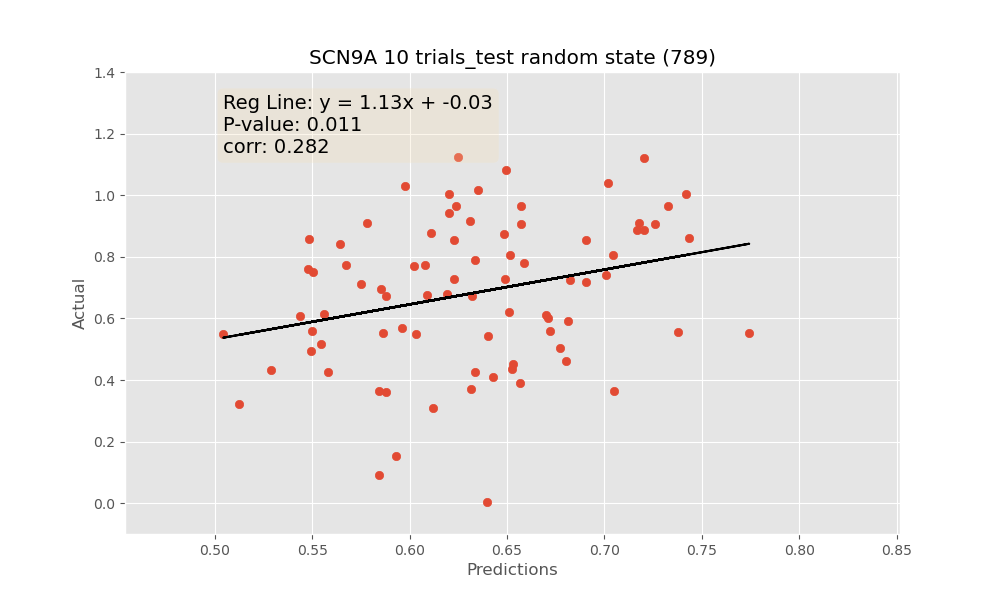 SCN9A 10 trials_test random state (789)
Reg Line: y = 1.13x + -0.03
P-value: 0.011
corr: 0.282
Actual
1.4
1.2
1.0
0.8
0.6
0.4
0.2
0.0
0.50 0.55 0.60 0.65 0.70 0.75 0.80 0.85
Predictions